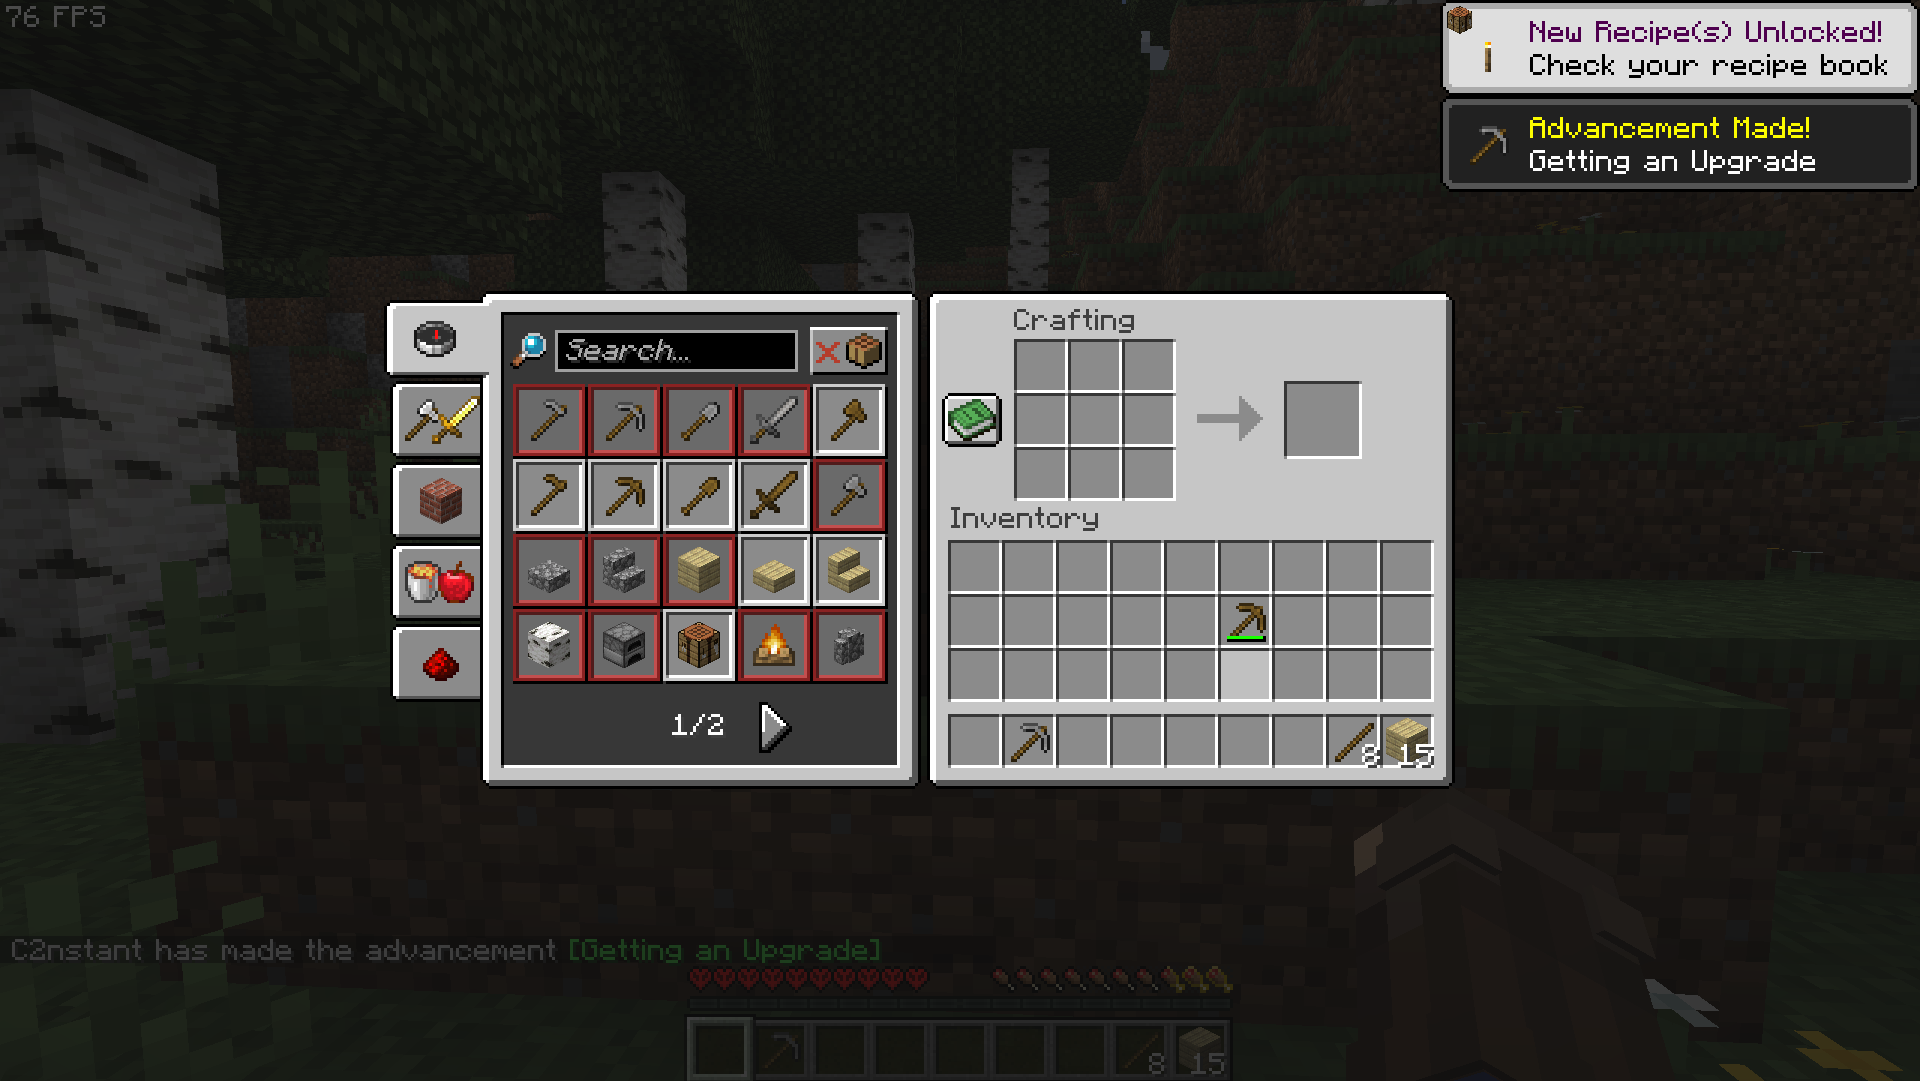 76 FPS
New Recipe(s) Unlocked!
Check your recipe book
Advancement Made!
Getting an Upgrade
Crafting
Search...
Inventory
1/2
8
15
C2nstant has made the advancement [Getting an Upgrade]
8
15